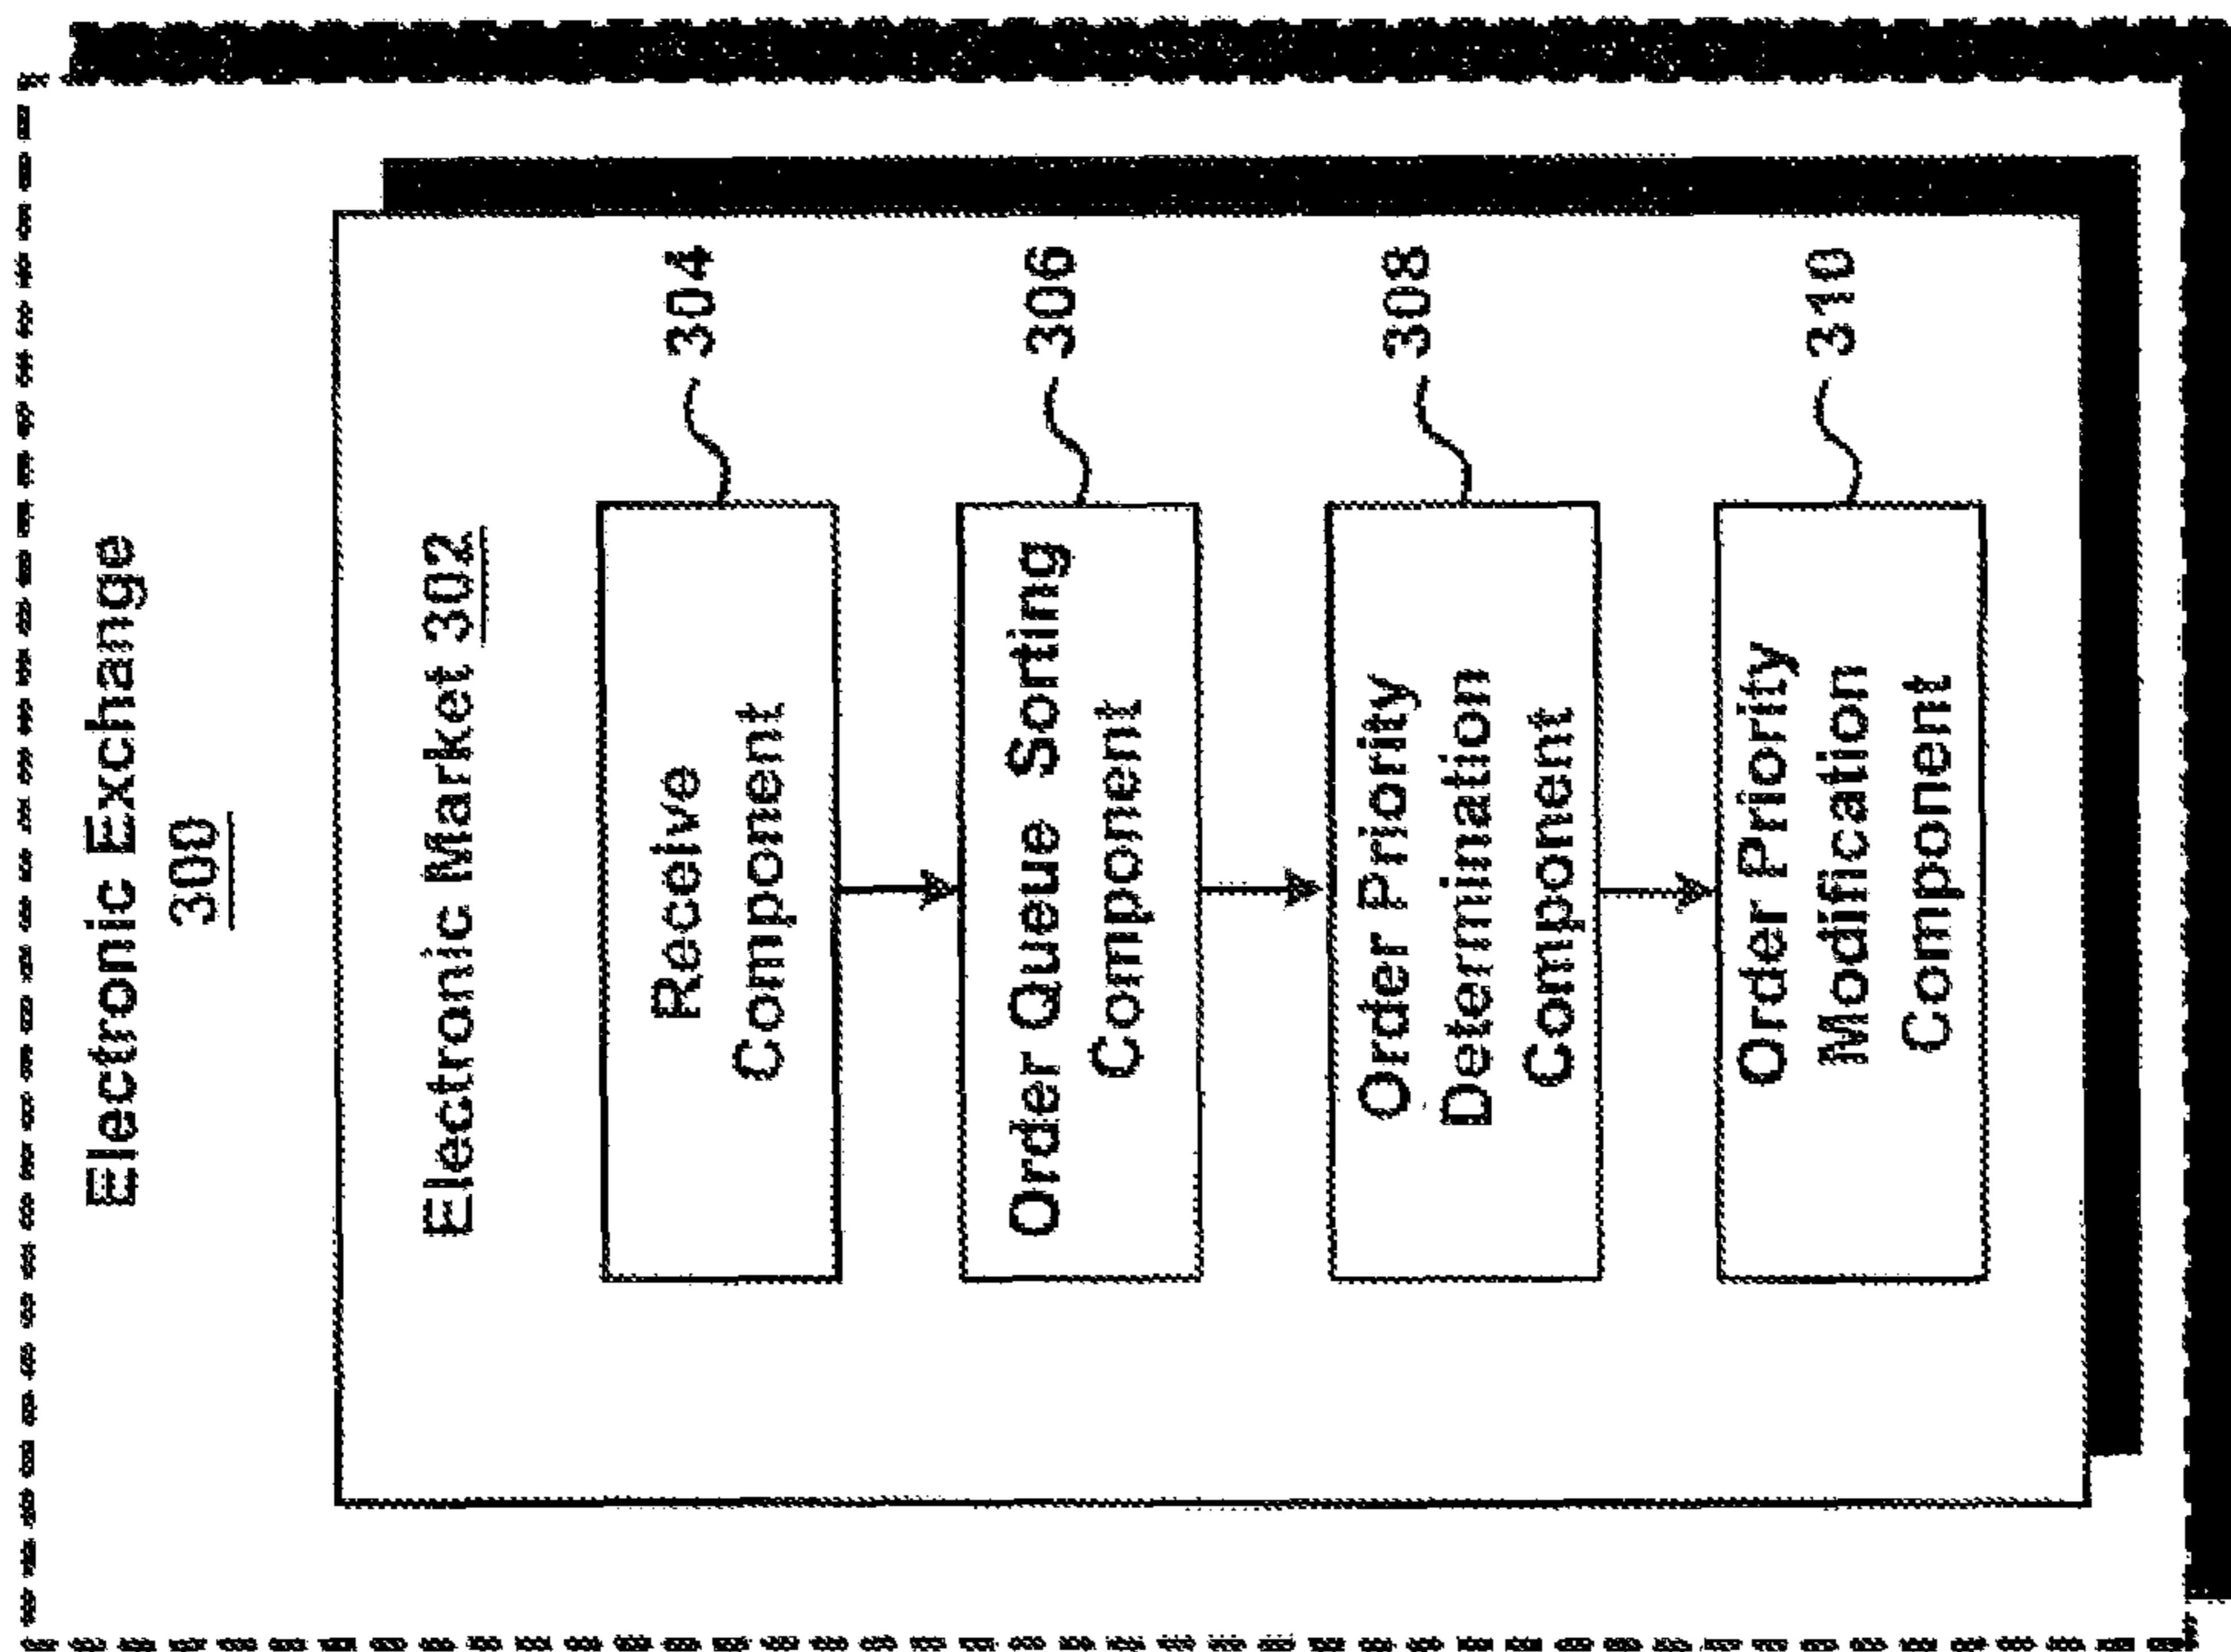 Electronic Exchange
300
Electronic Market 302
Receive
Component
304
Order Queue Sorting
Component
306
Order Priority
Determination
Component
308
Order Priority
Modification
Component
310